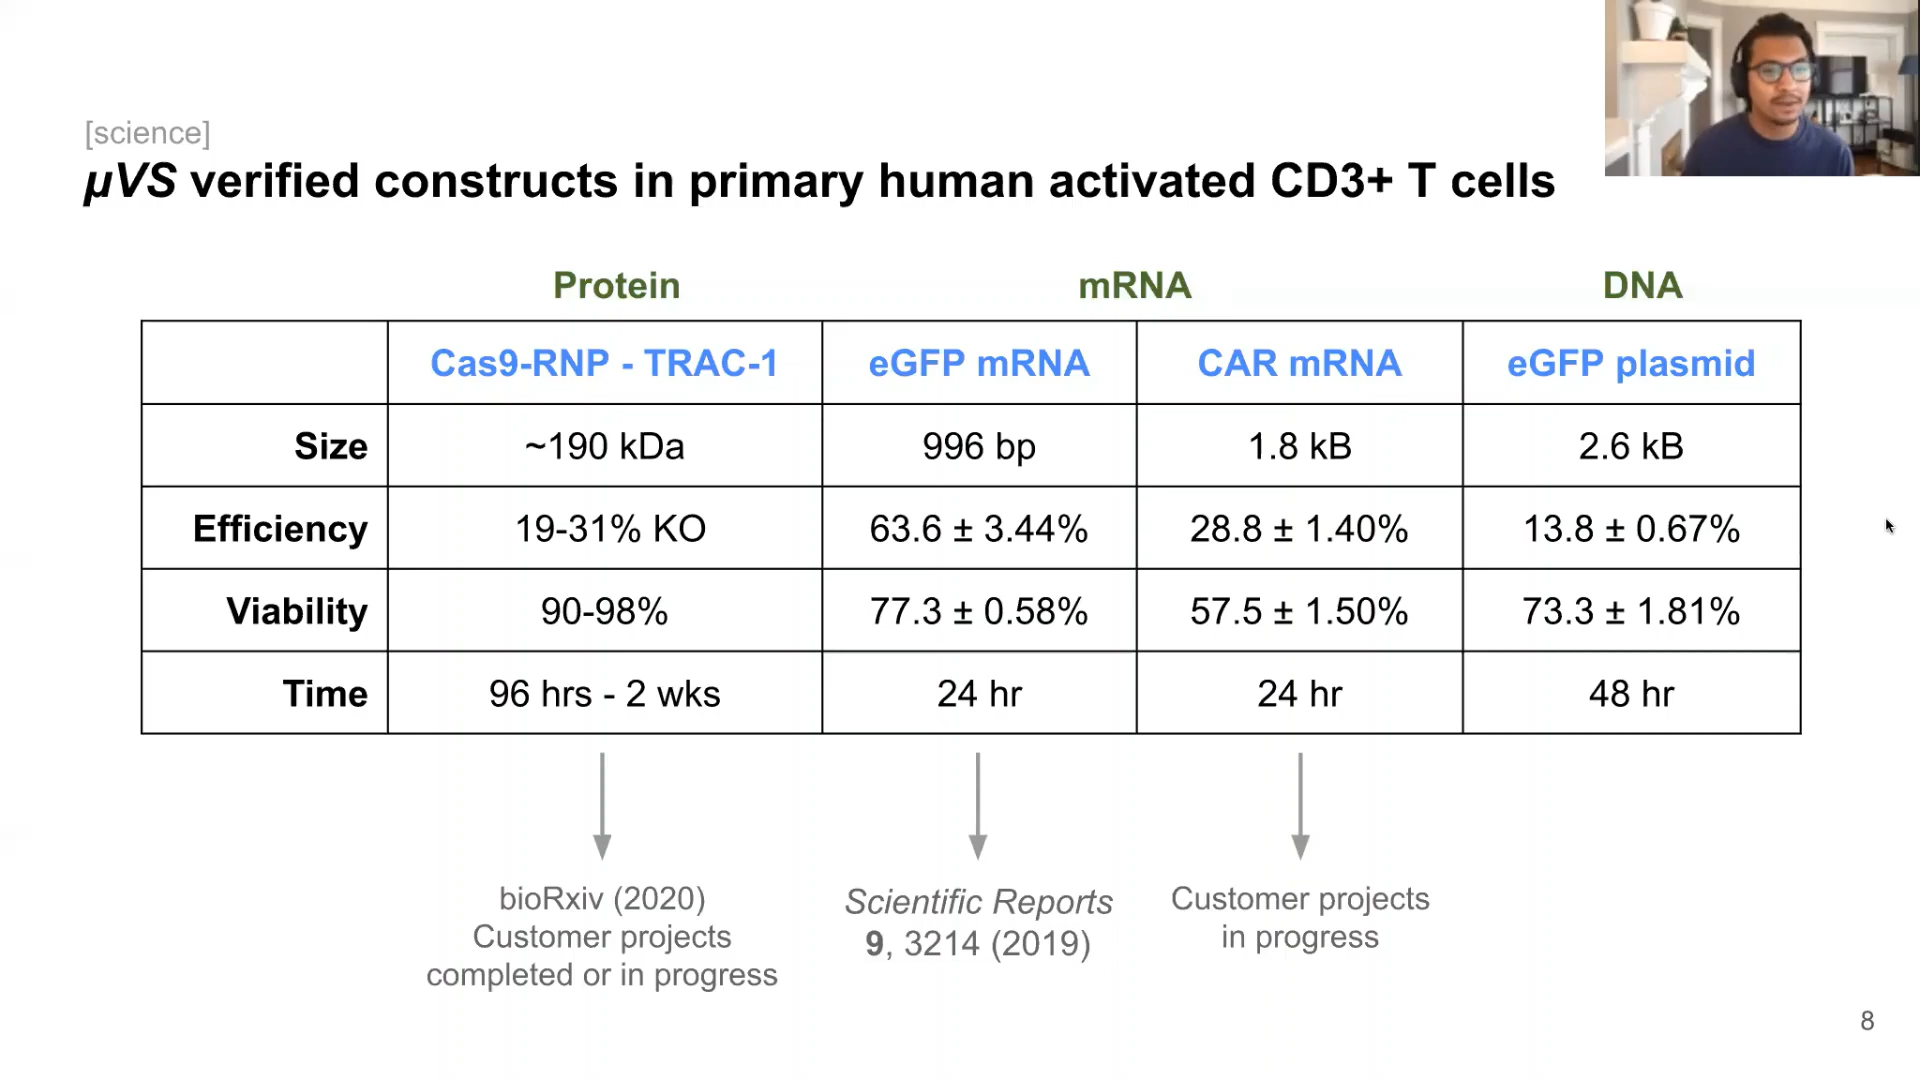 [science]
µVS verified constructs in primary human activated CD3+ T cells
Protein mRNA DNA
Cas9-RNP - TRAC-1 eGFP mRNA CAR mRNA eGFP plasmid
Size ~190 kDa 996 bp 1.8 kB 2.6 kB
Efficiency 19-31% KO 63.6 ± 3.44% 28.8 ± 1.40% 13.8 ± 0.67%
Viability 90-98% 77.3 ± 0.58% 57.5 ± 1.50% 73.3 ± 1.81%
Time 96 hrs - 2 wks 24 hr 24 hr 48 hr
bioRxiv (2020)
Customer projects
completed or in progress
Scientific Reports
9, 3214 (2019)
Customer projects
in progress
8